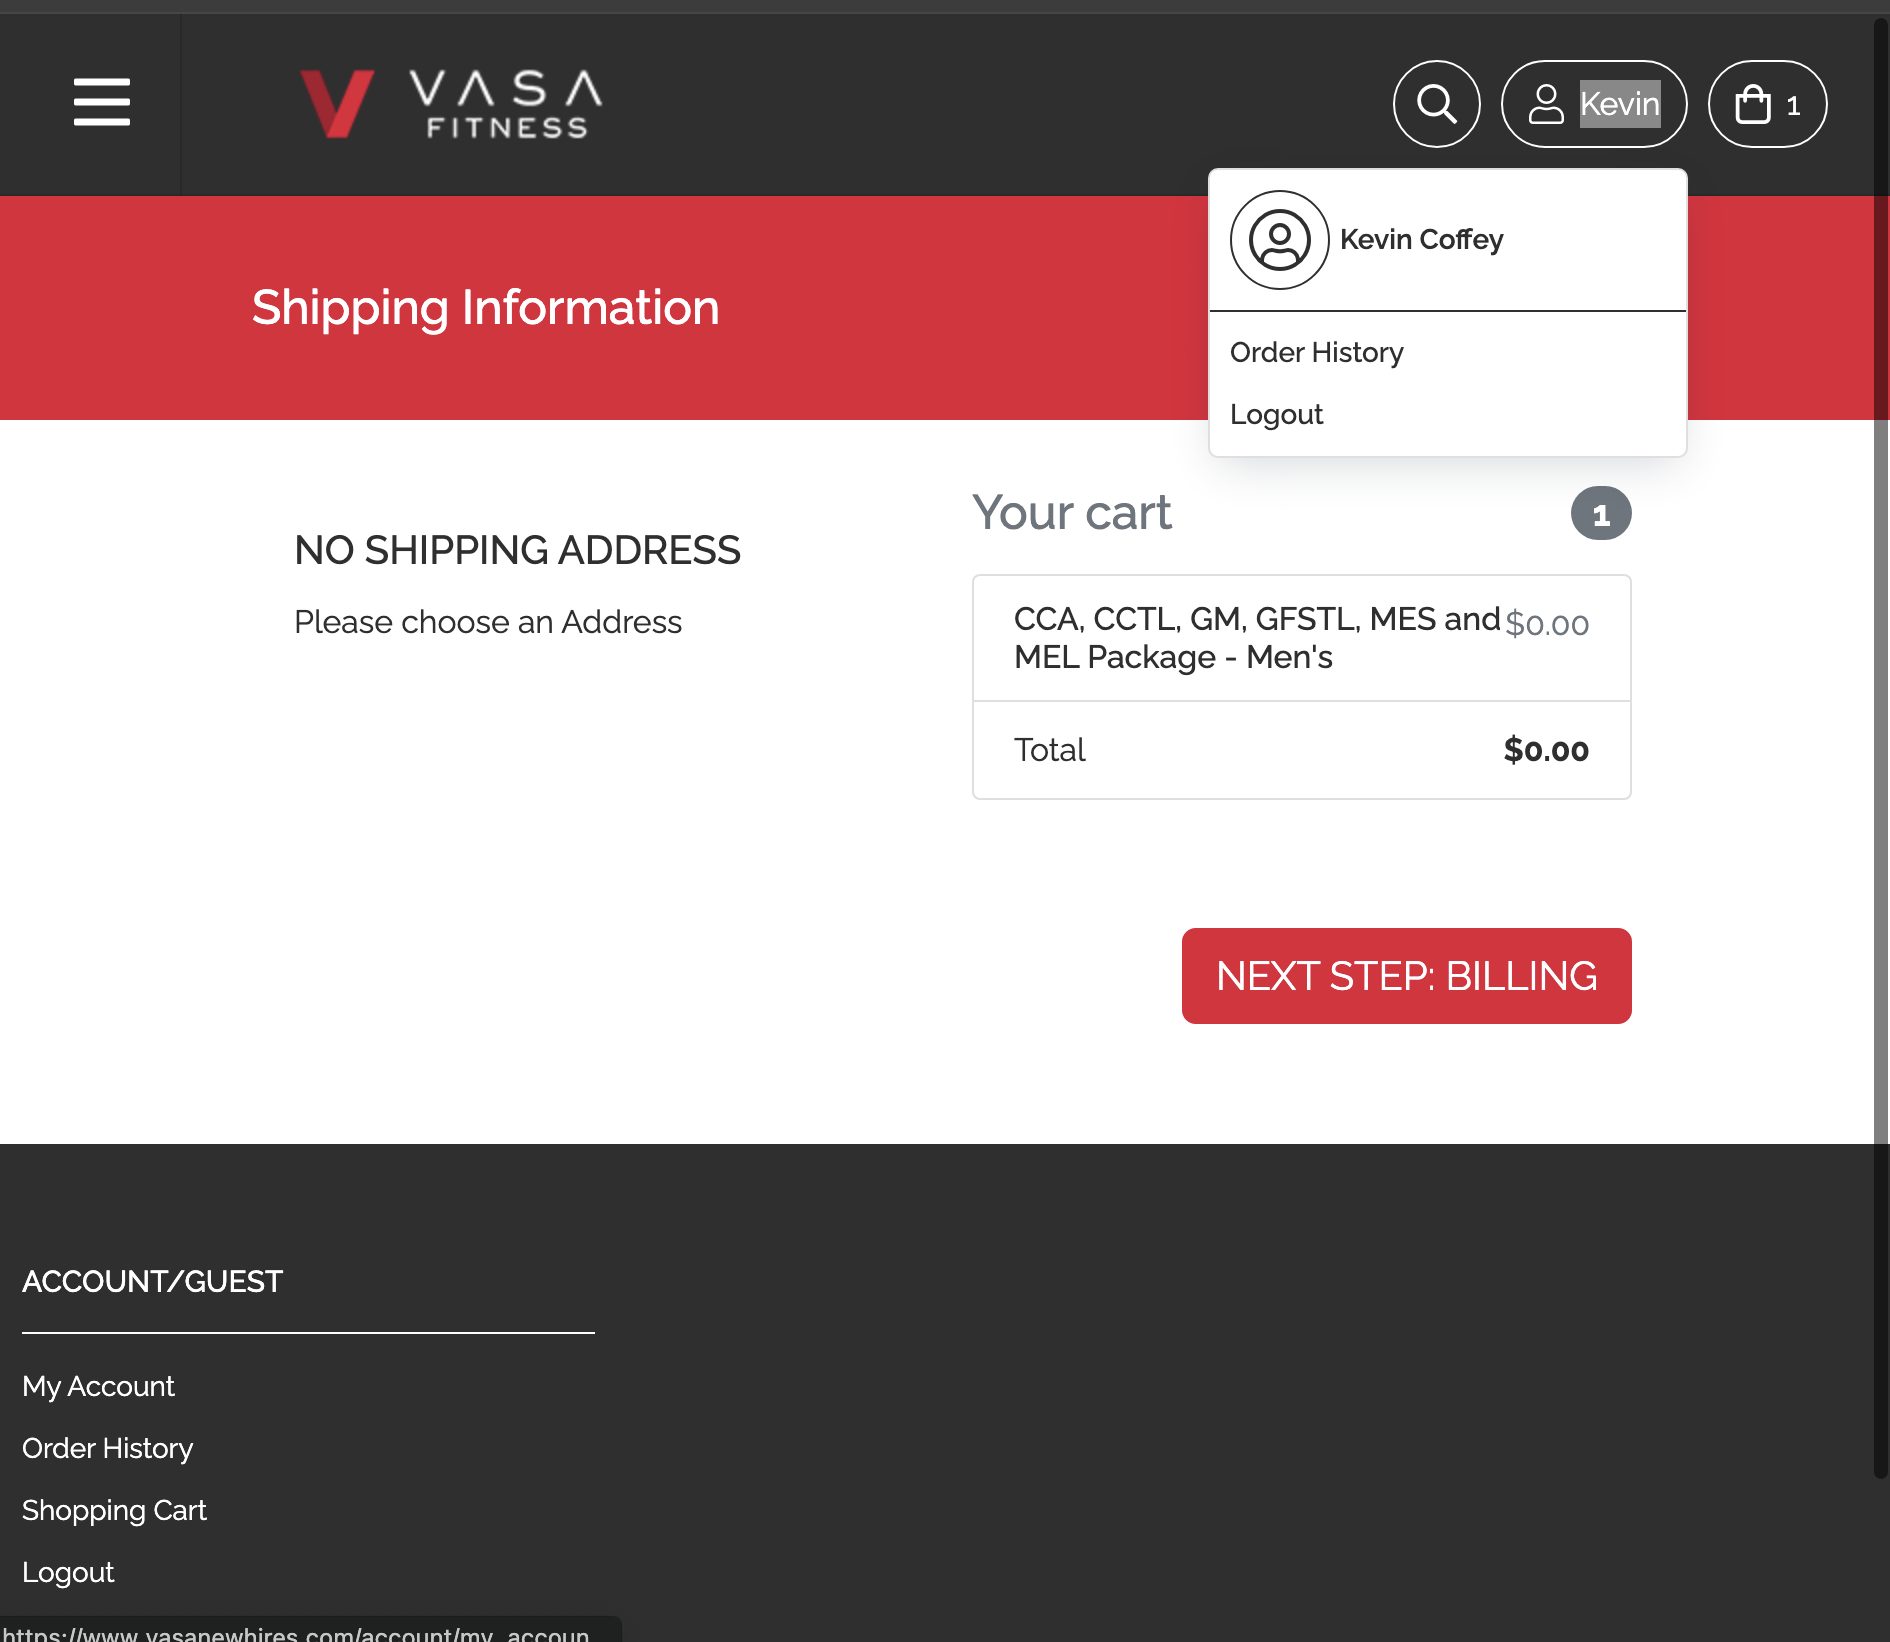 VASA
FITNESS
Kevin
1
Kevin Coffey
Order History
Logout
Shipping Information
NO SHIPPING ADDRESS
Please choose an Address
Your cart
1
CCA, CCTL, GM, GFSTL, MES and $0.00
MEL Package - Men's
Total $0.00
NEXT STEP: BILLING
ACCOUNT/GUEST
My Account
Order History
Shopping Cart
Logout
https://www.vasanewhires.com/account/my_accoun